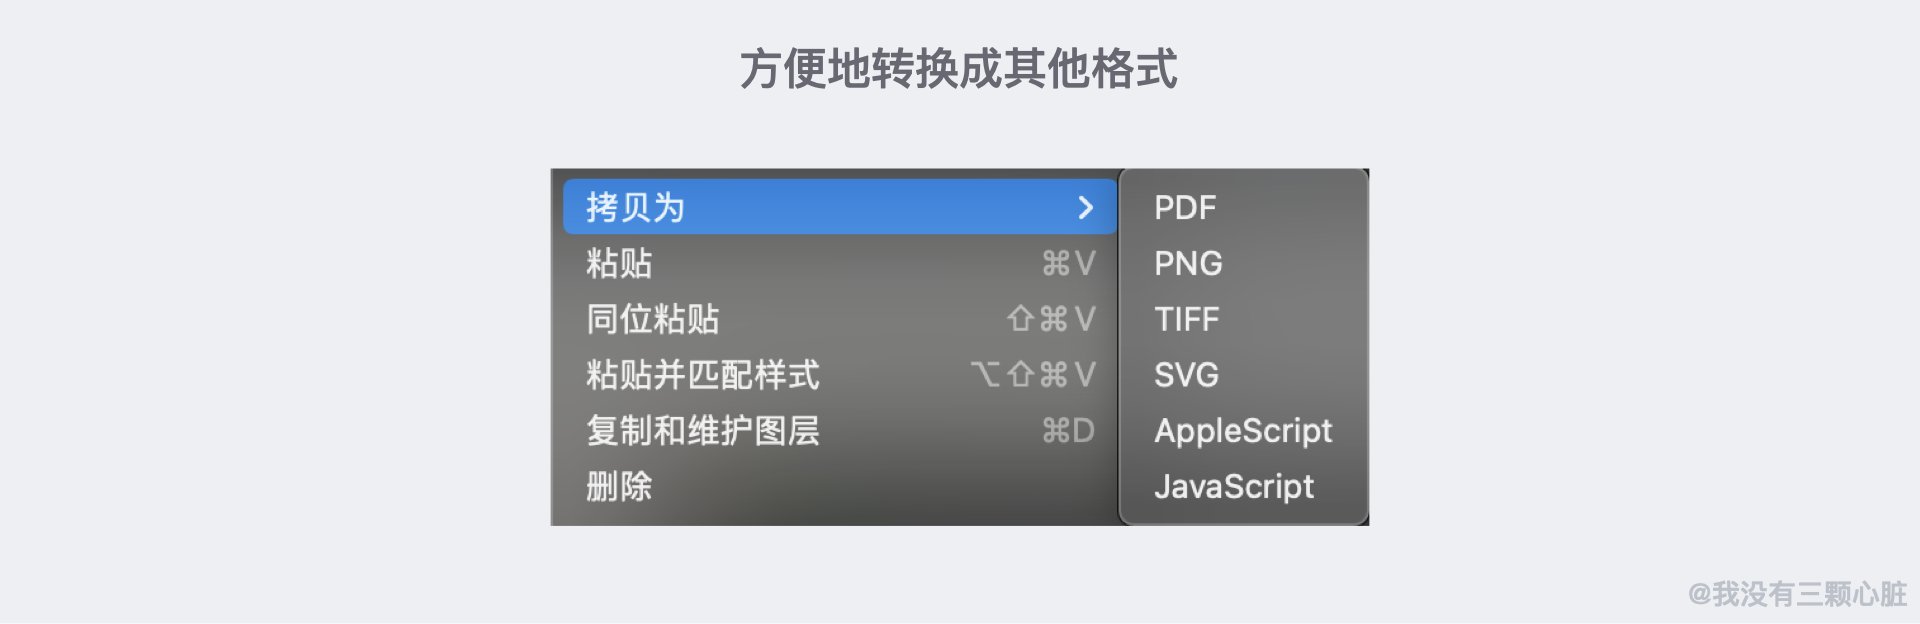 方便地转换成其他格式
拷贝为
粘贴 ⌘V
同位粘贴 ⇧⌘V
粘贴并匹配样式 ⌥⇧⌘V
复制和维护图层 ⌘D
删除
PDF
PNG
TIFF
SVG
AppleScript
JavaScript
@我没有三颗心脏